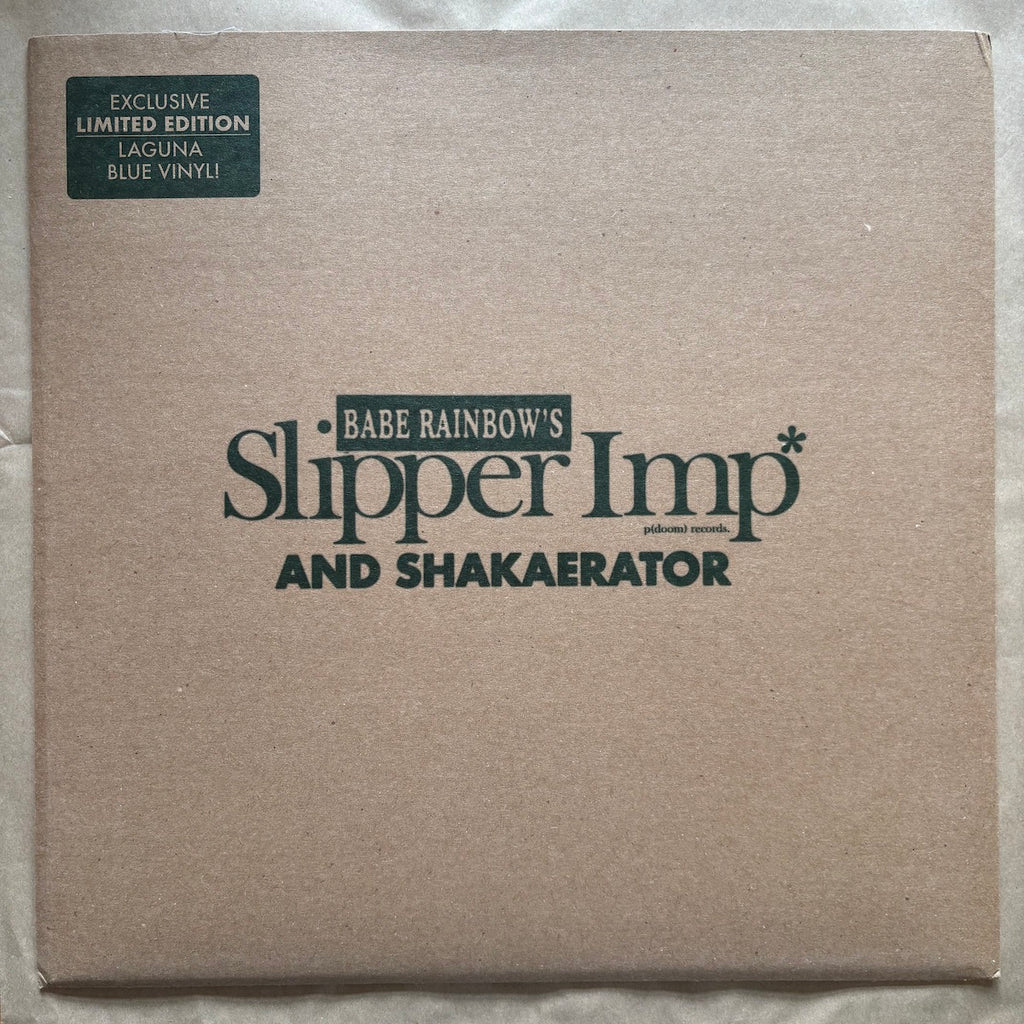 EXCLUSIVE
LIMITED EDITION
LAGUNA
BLUE VINYL!
BABE RAINBOW'S
Slipper Imp*
p(doom) records.
AND SHAKAERATOR